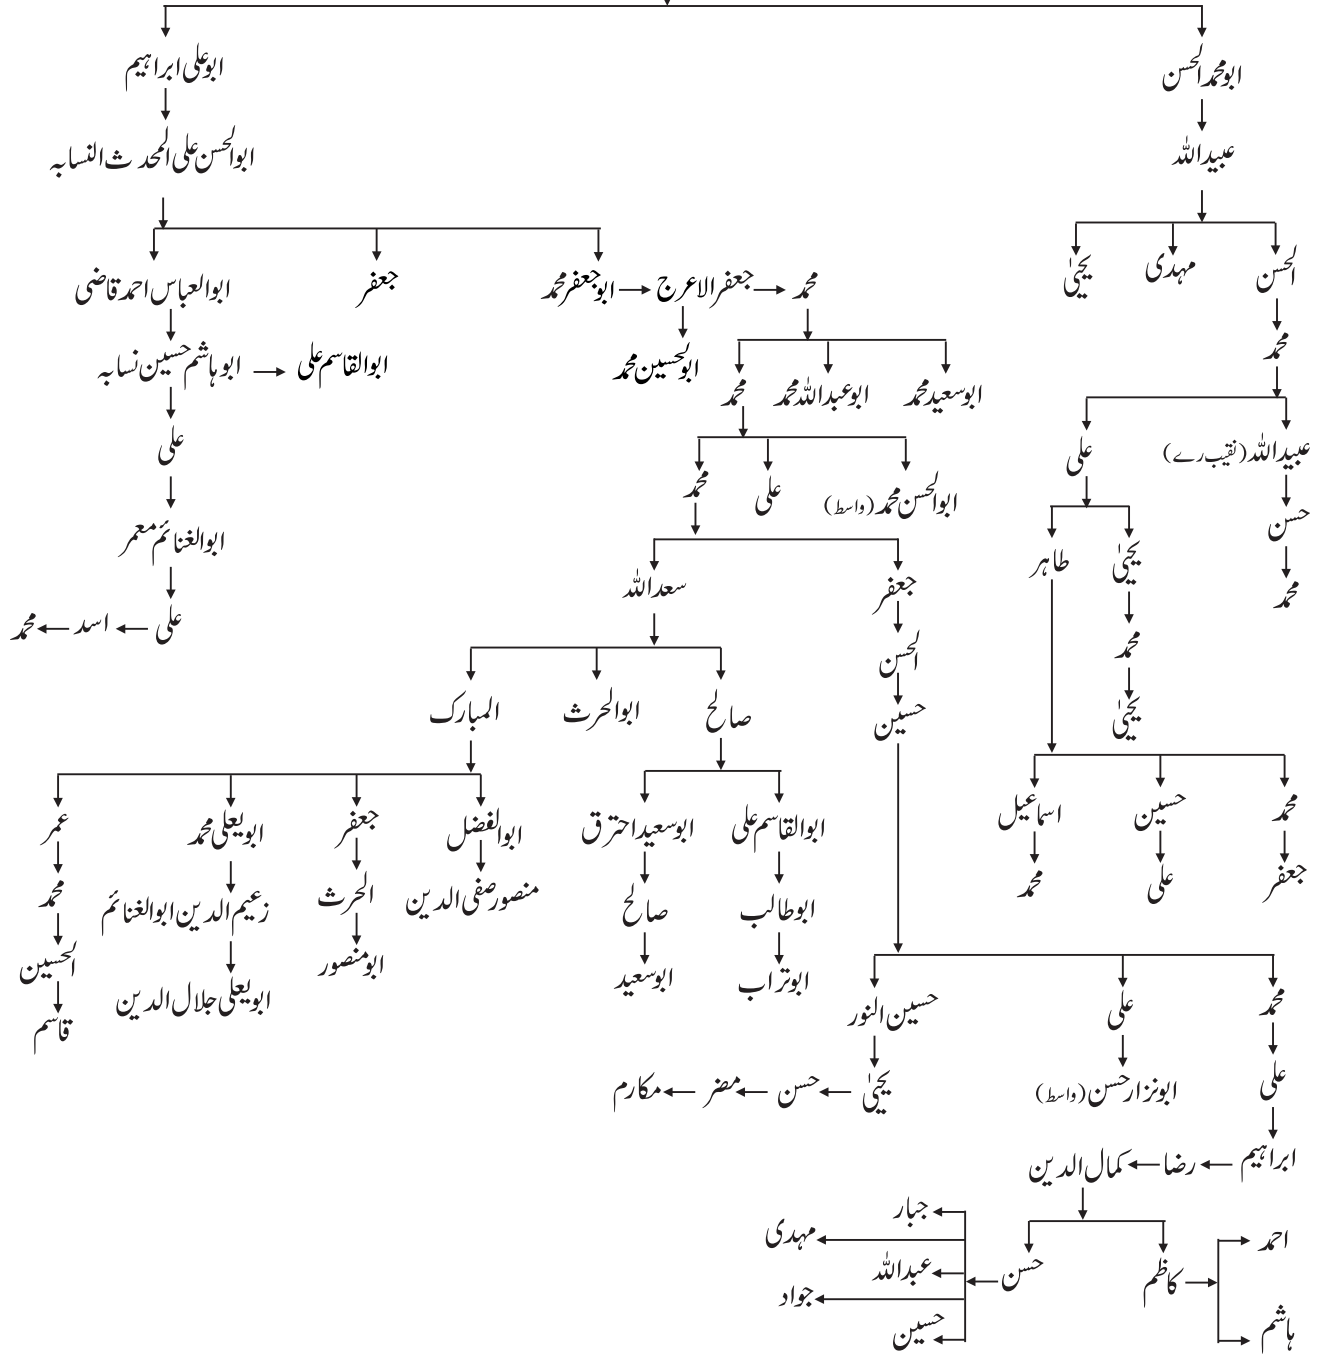 ابومحمد الحسن
ابوعلی ابراہیم
عبیداللہ
ابوالحسن علی المحدث النسابہ
الحسن
مہدی
یحییٰ
محمد
جعفر الاعرج
ابوجعفر محمد
جعفر
ابوالعباس احمد قاضی
محمد
ابوالحسین محمد
ابوالقاسم علی
ابوہاشم حسین نسابہ
ابوسعید محمد
ابوعبداللہ محمد
محمد
عبیداللہ (نقیب رے)
علی
علی
ابوالحسن محمد (واسط)
علی
محمد
حسن
ابوالغنائم معمر
یحییٰ
طاہر
محمد
جعفر
سعداللہ
علی
اسد
محمد
محمد
الحسن
یحییٰ
حسین
صالح
ابوالحرث
المبارک
محمد
حسین
اسماعیل
ابوالقاسم علی
ابوسعید احترق
ابوالفضل
جعفر
ابویعلی محمد
عمر
جعفر
علی
محمد
ابوطالب
صالح
منصور صفی الدین
الحرث
زعیم الدین ابوالغنائم
محمد
ابوتراب
ابوسعید
ابومنصور
ابویعلی جلال الدین
الحسین
قاسم
محمد
علی
حسین النور
علی
ابونزار حسن (واسط)
یحییٰ
حسن
مضر
مکارم
ابراہیم
رضا
کمال الدین
احمد
کاظم
حسن
جبار
مہدی
عبداللہ
جواد
حسین
ہاشم